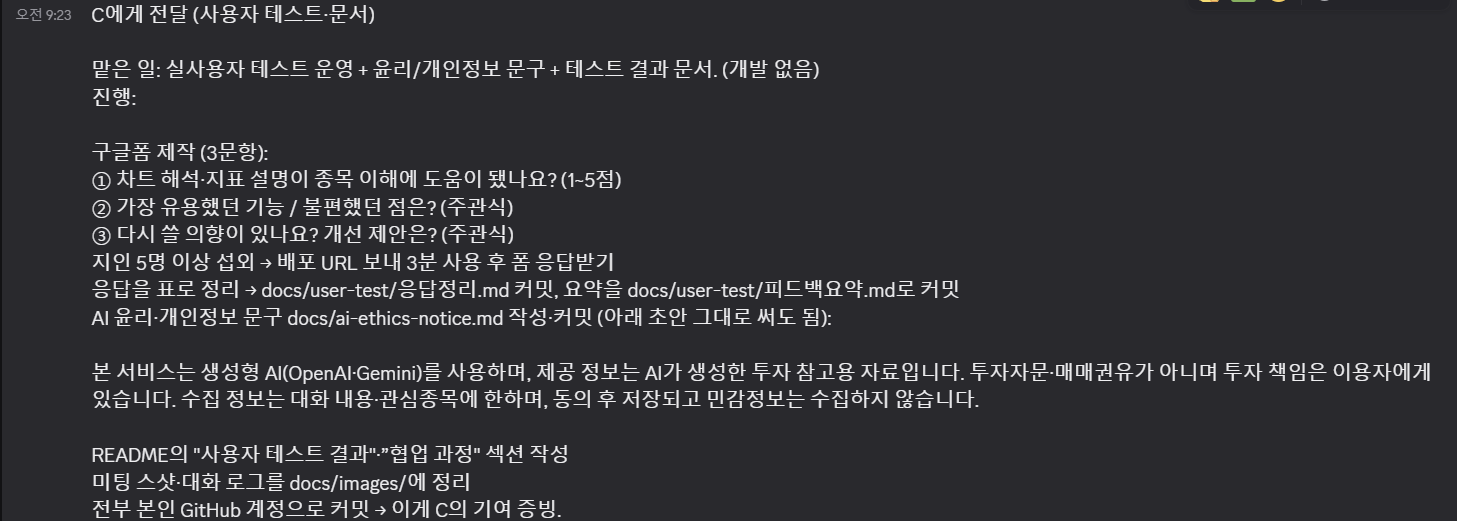 오전 9:23 C에게 전달 (사용자 테스트·문서)
맡은 일: 실사용자 테스트 운영 + 윤리/개인정보 문구 + 테스트 결과 문서. (개발 없음)
진행:
구글폼 제작 (3문항):
① 차트 해석·지표 설명이 종목 이해에 도움이 됐나요? (1~5점)
② 가장 유용했던 기능 / 불편했던 점은? (주관식)
③ 다시 쓸 의향이 있나요? 개선 제안은? (주관식)
지인 5명 이상 섭외 → 배포 URL 보내 3분 사용 후 폼 응답받기
응답을 표로 정리 → docs/user-test/응답정리.md 커밋, 요약을 docs/user-test/피드백요약.md로 커밋
AI 윤리·개인정보 문구 docs/ai-ethics-notice.md 작성·커밋 (아래 초안 그대로 써도 됨):
본 서비스는 생성형 AI(OpenAI·Gemini)를 사용하며, 제공 정보는 AI가 생성한 투자 참고용 자료입니다. 투자자문·매매권유가 아니며 투자 책임은 이용자에게
있습니다. 수집 정보는 대화 내용·관심종목에 한하며, 동의 후 저장되고 민감정보는 수집하지 않습니다.
README의 "사용자 테스트 결과"·"협업 과정" 섹션 작성
미팅 스샷·대화 로그를 docs/images/에 정리
전부 본인 GitHub 계정으로 커밋 → 이게 C의 기여 증빙.